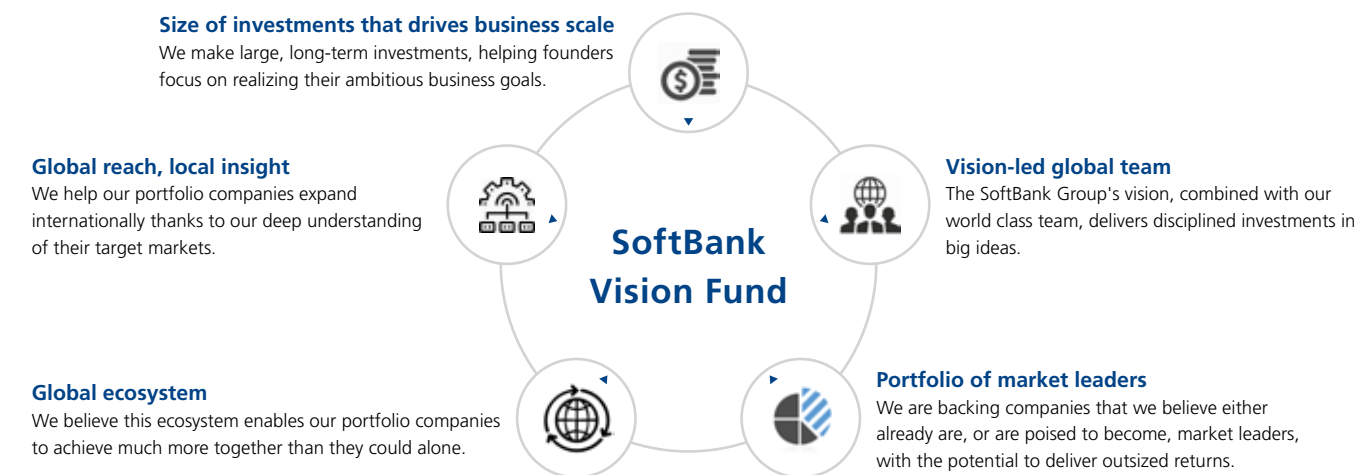 Size of investments that drives business scale
We make large, long-term investments, helping founders
focus on realizing their ambitious business goals.
Global reach, local insight
We help our portfolio companies expand
internationally thanks to our deep understanding
of their target markets.
Vision-led global team
The SoftBank Group's vision, combined with our
world class team, delivers disciplined investments in
big ideas.
SoftBank
Vision Fund
Global ecosystem
We believe this ecosystem enables our portfolio companies
to achieve much more together than they could alone.
Portfolio of market leaders
We are backing companies that we believe either
already are, or are poised to become, market leaders,
with the potential to deliver outsized returns.